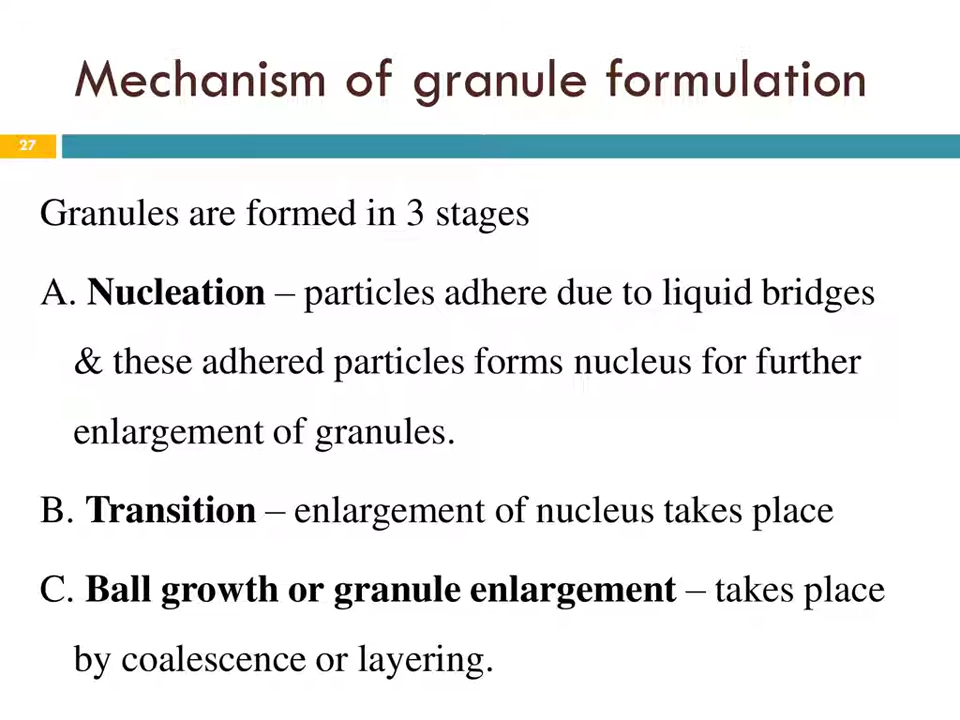 Mechanism of granule formulation
27
Granules are formed in 3 stages
A. Nucleation – particles adhere due to liquid bridges
& these adhered particles forms nucleus for further
enlargement of granules.
B. Transition – enlargement of nucleus takes place
C. Ball growth or granule enlargement – takes place
by coalescence or layering.